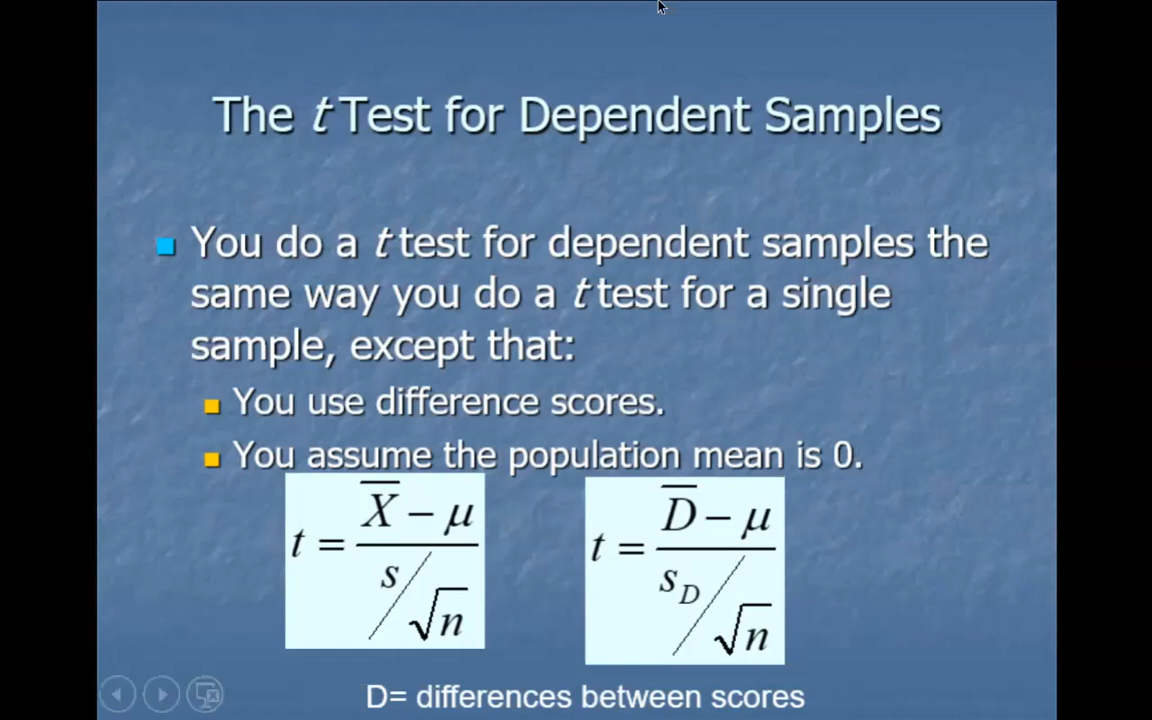 The t Test for Dependent Samples
You do a t test for dependent samples the
same way you do a t test for a single
sample, except that:
You use difference scores.
You assume the population mean is 0.
t = (X̅ − μ) / (s / √n)
t = (D̅ − μ) / (s_D / √n)
D= differences between scores